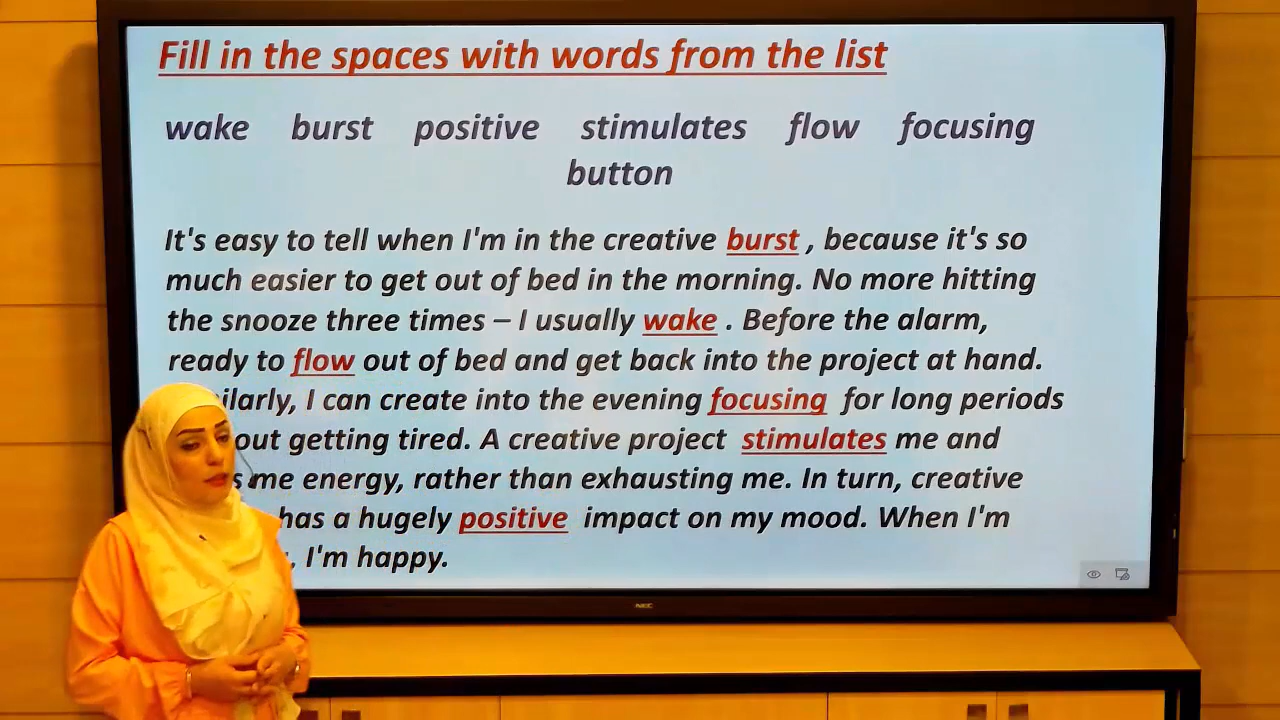 Fill in the spaces with words from the list
wake burst positive stimulates flow focusing
button
It's easy to tell when I'm in the creative burst , because it's so
much easier to get out of bed in the morning. No more hitting
the snooze three times – I usually wake . Before the alarm,
ready to flow out of bed and get back into the project at hand.
ilarly, I can create into the evening focusing for long periods
out getting tired. A creative project stimulates me and
s me energy, rather than exhausting me. In turn, creative
has a hugely positive impact on my mood. When I'm
, I'm happy.
NEC